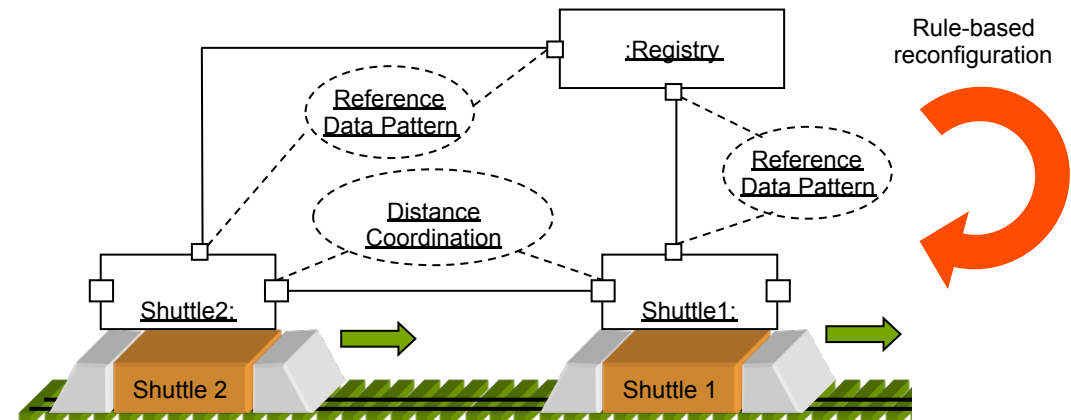 Rule-based
reconfiguration
:Registry
Reference
Data Pattern
Reference
Data Pattern
Distance
Coordination
Shuttle2:
Shuttle1:
Shuttle 2
Shuttle 1